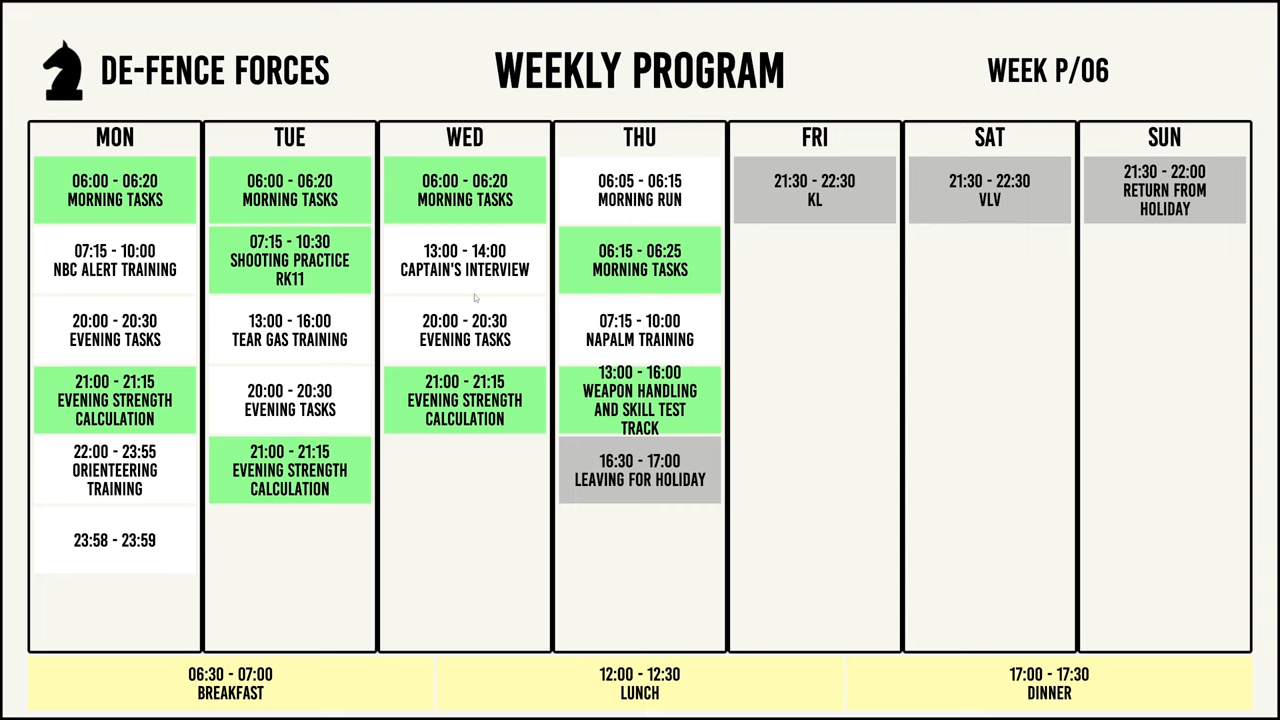 DE-FENCE FORCES
WEEKLY PROGRAM
WEEK P/06
MON
06:00 - 06:20
MORNING TASKS
07:15 - 10:00
NBC ALERT TRAINING
20:00 - 20:30
EVENING TASKS
21:00 - 21:15
EVENING STRENGTH
CALCULATION
22:00 - 23:55
ORIENTEERING
TRAINING
23:58 - 23:59
TUE
06:00 - 06:20
MORNING TASKS
07:15 - 10:30
SHOOTING PRACTICE
RK11
13:00 - 16:00
TEAR GAS TRAINING
20:00 - 20:30
EVENING TASKS
21:00 - 21:15
EVENING STRENGTH
CALCULATION
WED
06:00 - 06:20
MORNING TASKS
13:00 - 14:00
CAPTAIN'S INTERVIEW
20:00 - 20:30
EVENING TASKS
21:00 - 21:15
EVENING STRENGTH
CALCULATION
THU
06:05 - 06:15
MORNING RUN
06:15 - 06:25
MORNING TASKS
07:15 - 10:00
NAPALM TRAINING
13:00 - 16:00
WEAPON HANDLING
AND SKILL TEST
TRACK
16:30 - 17:00
LEAVING FOR HOLIDAY
FRI
21:30 - 22:30
KL
SAT
21:30 - 22:30
VLV
SUN
21:30 - 22:00
RETURN FROM
HOLIDAY
06:30 - 07:00
BREAKFAST
12:00 - 12:30
LUNCH
17:00 - 17:30
DINNER